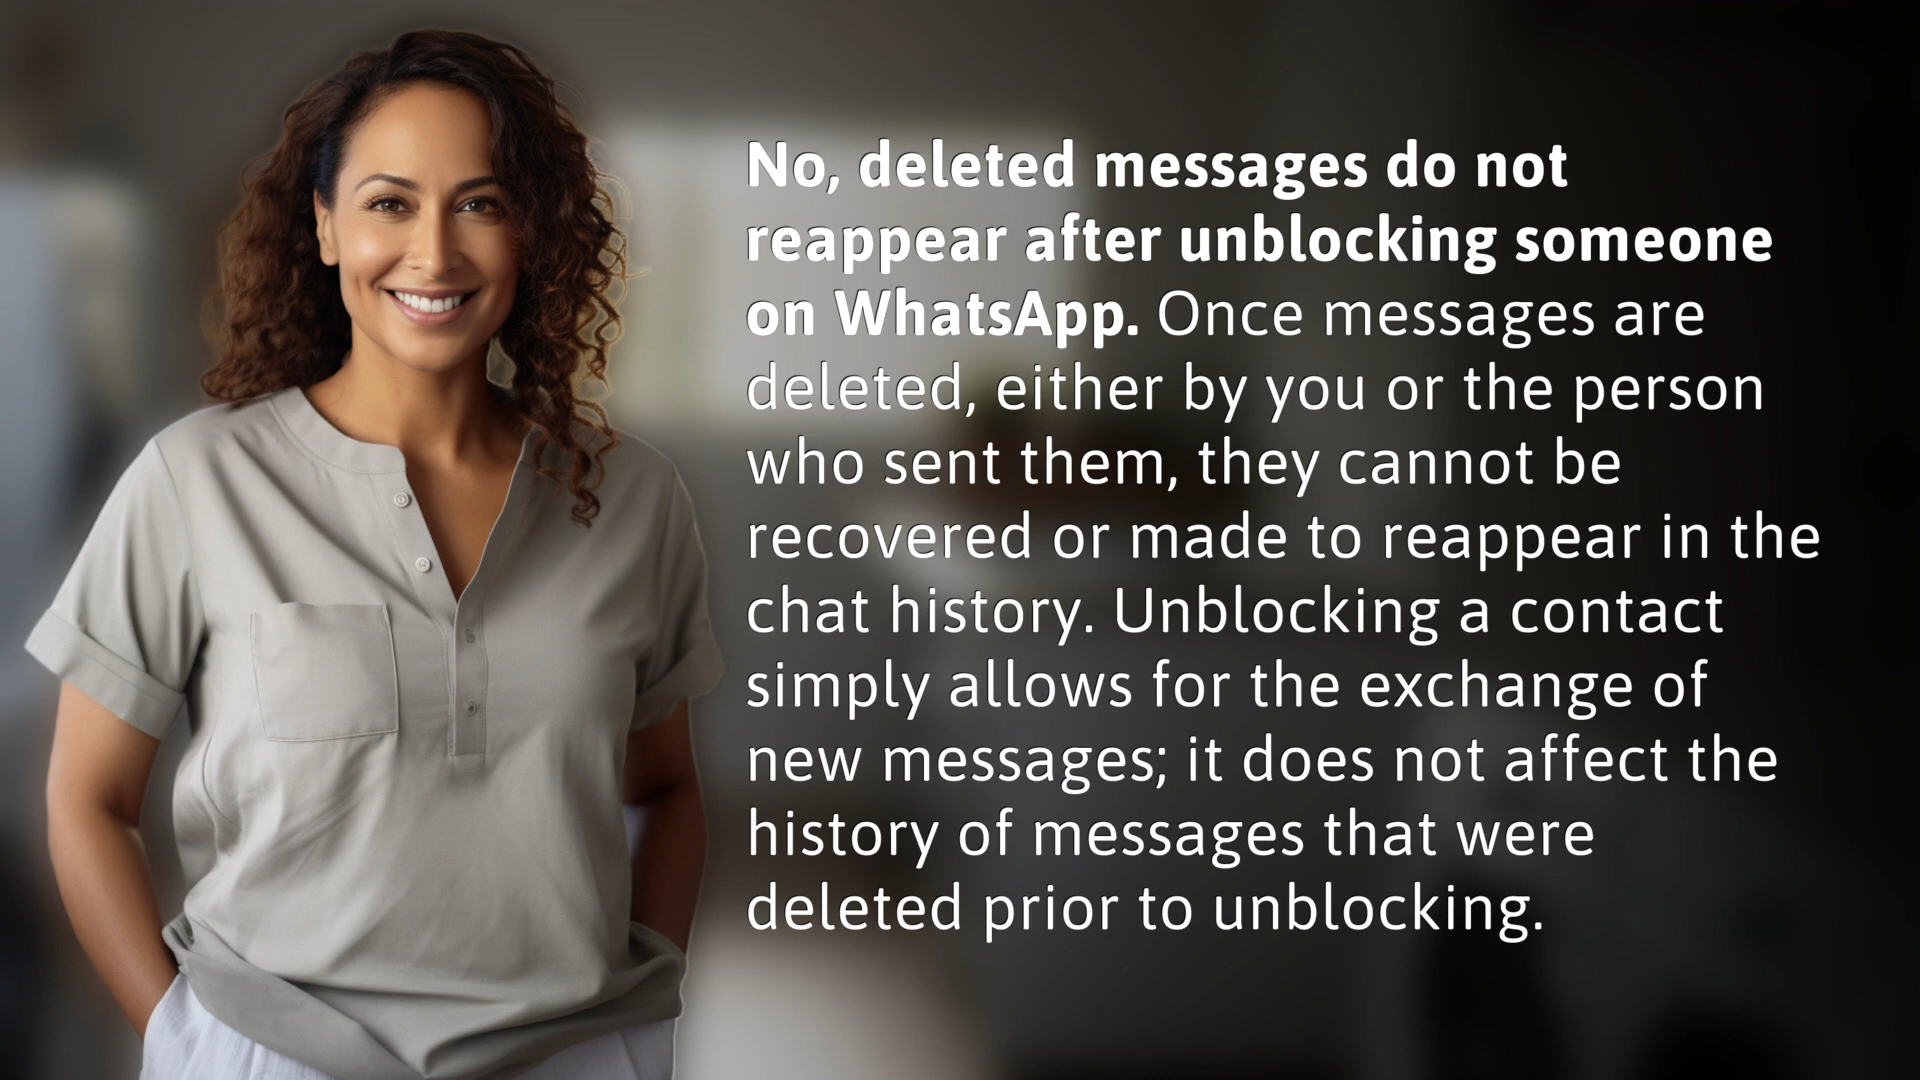 No, deleted messages do not
reappear after unblocking someone
on WhatsApp. Once messages are
deleted, either by you or the person
who sent them, they cannot be
recovered or made to reappear in the
chat history. Unblocking a contact
simply allows for the exchange of
new messages; it does not affect the
history of messages that were
deleted prior to unblocking.